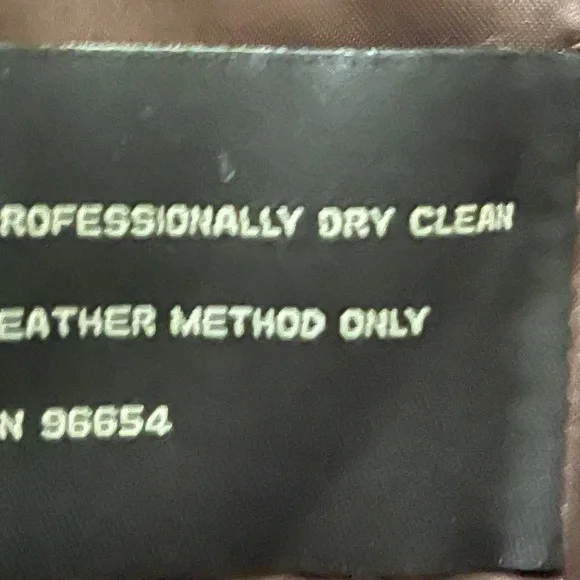 ROFESSIONALLY DRY CLEAN
EATHER METHOD ONLY
N 96654